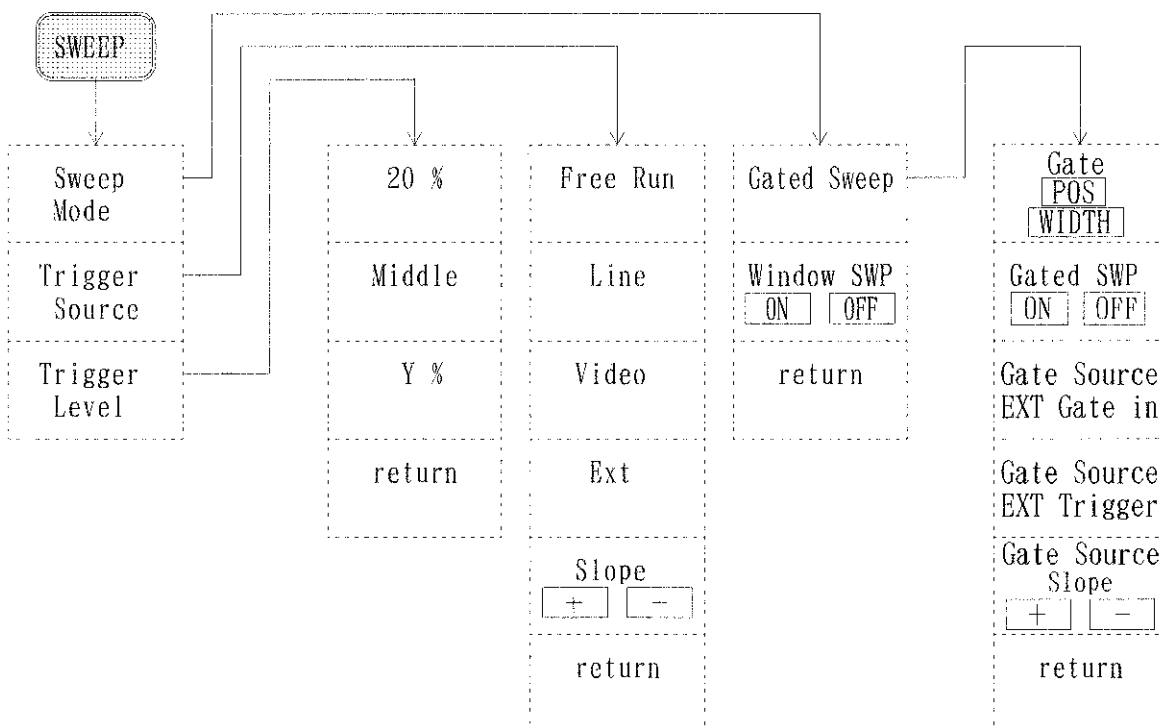 SWEEP
Sweep
Mode
Trigger
Source
Trigger
Level
20 %
Middle
Y %
return
Free Run
Line
Video
Ext
Slope
+ -
return
Gated Sweep
Window SWP
ON OFF
return
Gate
POS
WIDTH
Gated SWP
ON OFF
Gate Source
EXT Gate in
Gate Source
EXT Trigger
Gate Source
Slope
+ -
return